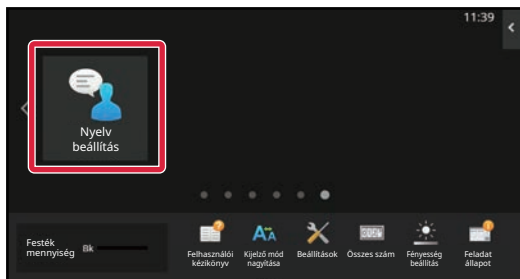 11:39
Nyelv
beállítás
Festék
mennyiség
Bk
Felhasználói
kézikönyv
Kijelző mód
nagyítása
Beállítások
Összes szám
Fényesség
beállítás
Feladat
állapot